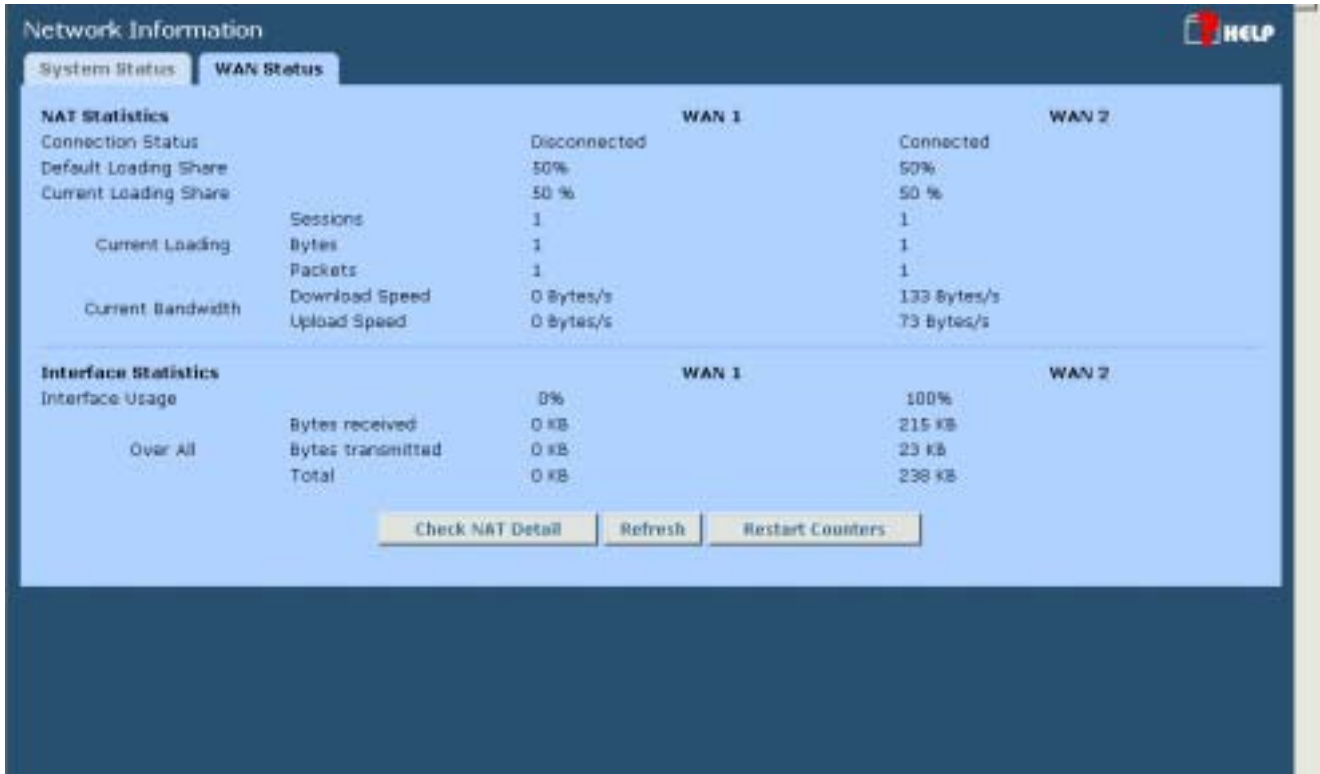 Network Information
HELP
System Status WAN Status
NAT Statistics WAN 1 WAN 2
Connection Status Disconnected Connected
Default Loading Share 50% 50%
Current Loading Share 50 % 50 %
Sessions 1 1
Current Loading Bytes 1 1
Packets 1 1
Download Speed 0 Bytes/s 133 Bytes/s
Current Bandwidth
Upload Speed 0 Bytes/s 73 Bytes/s
Interface Statistics WAN 1 WAN 2
Interface Usage 0% 100%
Bytes received 0 KB 215 KB
Over All Bytes transmitted 0 KB 23 KB
Total 0 KB 238 KB
Check NAT Detail Refresh Restart Counters